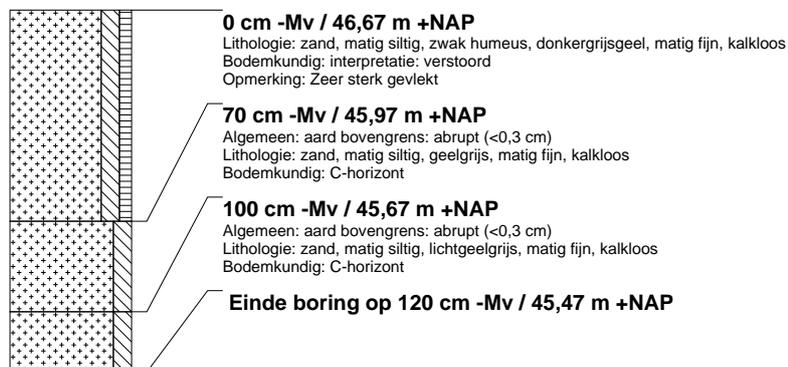 0 cm -Mv / 46,67 m +NAP
Lithologie: zand, matig siltig, zwak humeus, donkergrijsgeel, matig fijn, kalkloos
Bodemkundig: interpretatie: verstoord
Opmerking: Zeer sterk gevlekt
70 cm -Mv / 45,97 m +NAP
Algemeen: aard bovengrens: abrupt (<0,3 cm)
Lithologie: zand, matig siltig, geelgrijs, matig fijn, kalkloos
Bodemkundig: C-horizont
100 cm -Mv / 45,67 m +NAP
Algemeen: aard bovengrens: abrupt (<0,3 cm)
Lithologie: zand, matig siltig, lichtgeelgrijs, matig fijn, kalkloos
Bodemkundig: C-horizont
Einde boring op 120 cm -Mv / 45,47 m +NAP